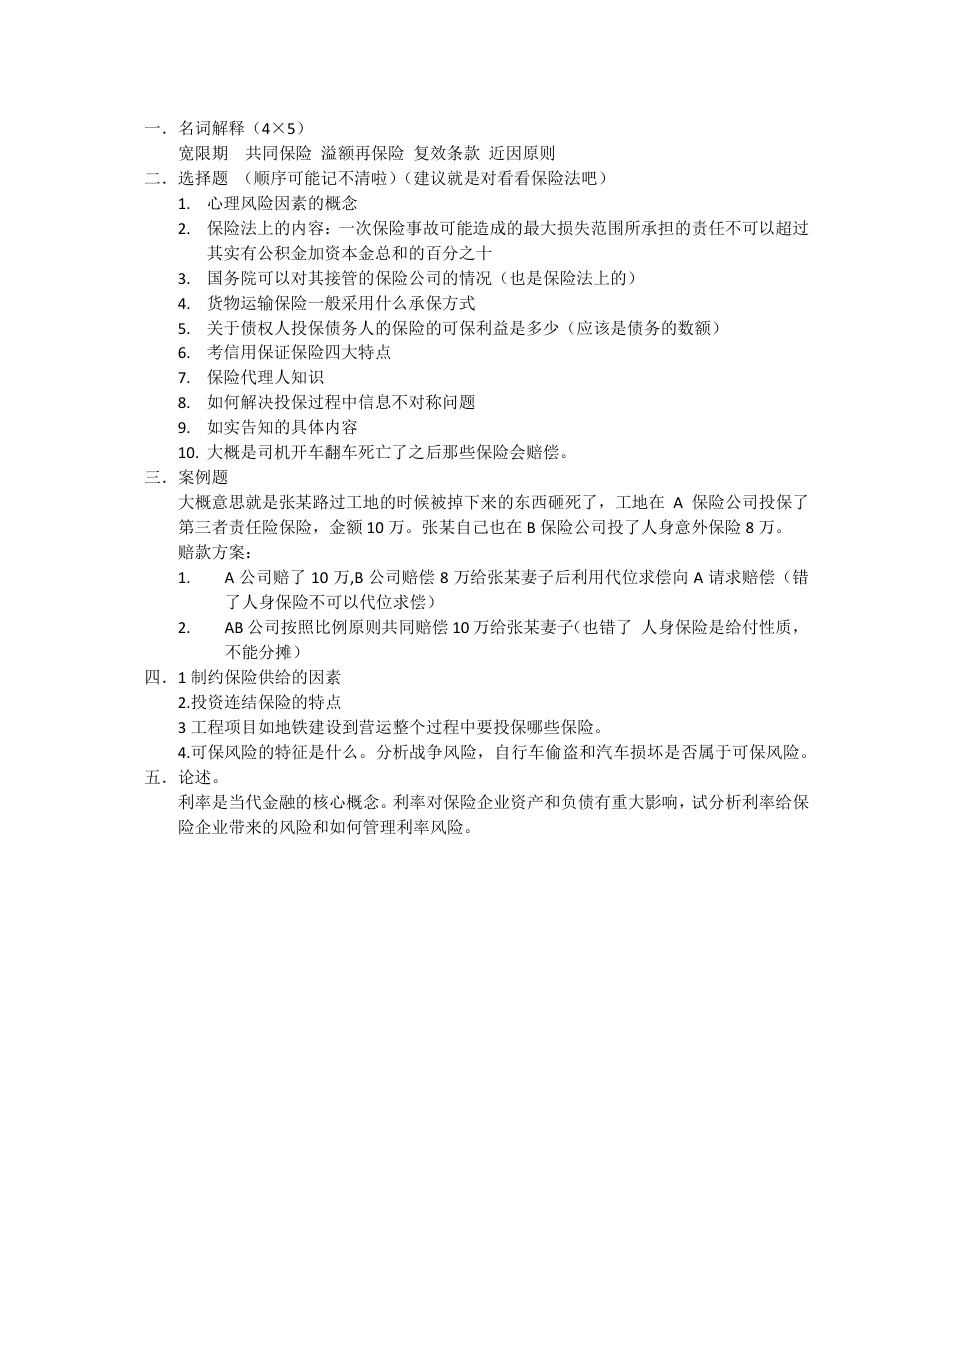 一．名词解释（4×5）
宽限期　共同保险 溢额再保险 复效条款 近因原则
二．选择题 （顺序可能记不清啦）（建议就是对看看保险法吧）
1. 心理风险因素的概念
2. 保险法上的内容：一次保险事故可能造成的最大损失范围所承担的责任不可以超过
其实有公积金加资本金总和的百分之十
3. 国务院可以对其接管的保险公司的情况（也是保险法上的）
4. 货物运输保险一般采用什么承保方式
5. 关于债权人投保债务人的保险的可保利益是多少（应该是债务的数额）
6. 考信用保证保险四大特点
7. 保险代理人知识
8. 如何解决投保过程中信息不对称问题
9. 如实告知的具体内容
10. 大概是司机开车翻车死亡了之后那些保险会赔偿。
三．案例题
大概意思就是张某路过工地的时候被掉下来的东西砸死了，工地在 A 保险公司投保了
第三者责任险保险，金额 10 万。张某自己也在 B 保险公司投了人身意外保险 8 万。
赔款方案：
1. A 公司赔了 10 万,B 公司赔偿 8 万给张某妻子后利用代位求偿向 A 请求赔偿（错
了人身保险不可以代位求偿）
2. AB 公司按照比例原则共同赔偿 10 万给张某妻子（也错了 人身保险是给付性质，
不能分摊）
四．1 制约保险供给的因素
2.投资连结保险的特点
3 工程项目如地铁建设到营运整个过程中要投保哪些保险。
4.可保风险的特征是什么。分析战争风险，自行车偷盗和汽车损坏是否属于可保风险。
五．论述。
利率是当代金融的核心概念。利率对保险企业资产和负债有重大影响，试分析利率给保
险企业带来的风险和如何管理利率风险。